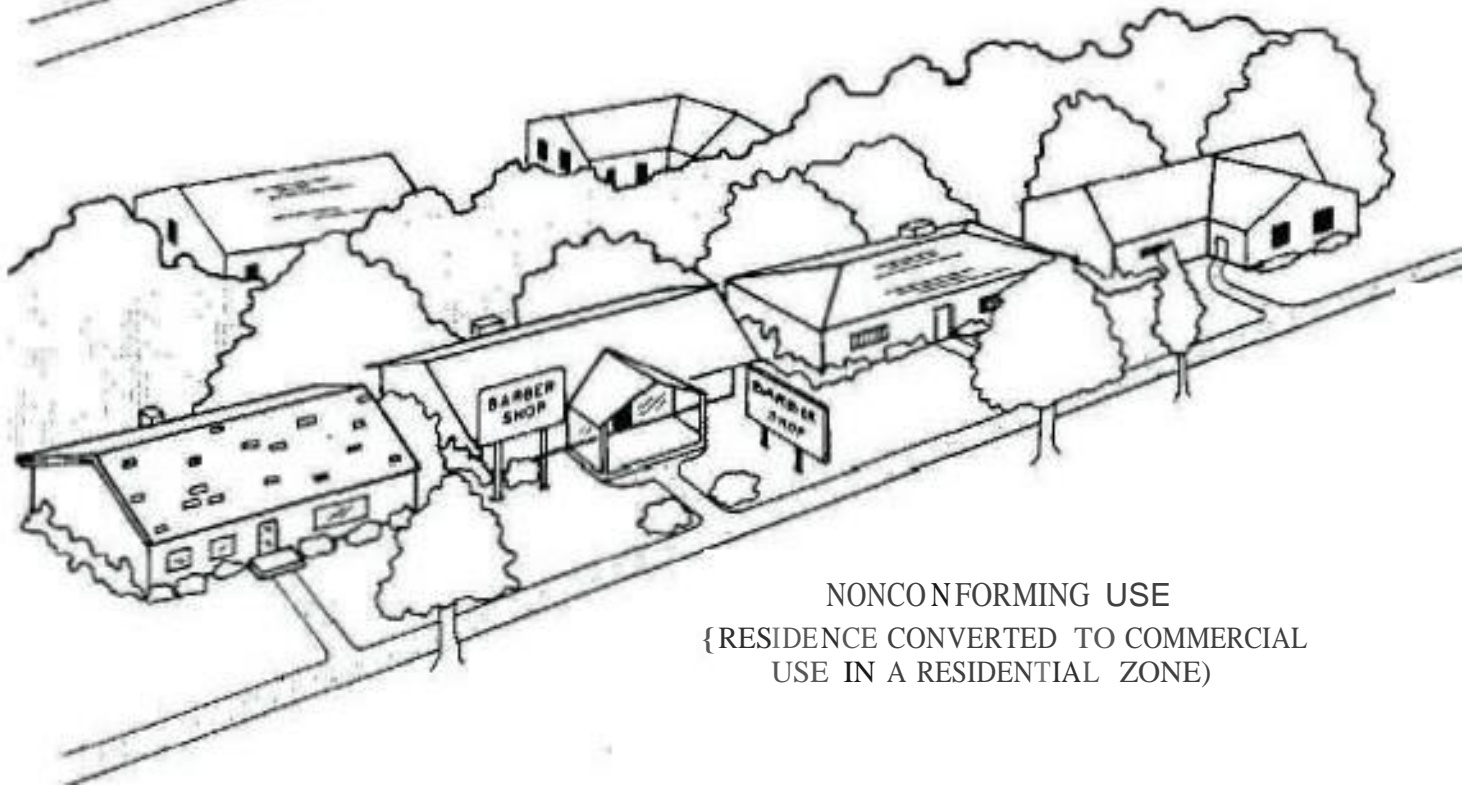 BARBER
SHOP
BARBER
SHOP
NONCONFORMING USE
{RESIDENCE CONVERTED TO COMMERCIAL
USE IN A RESIDENTIAL ZONE)